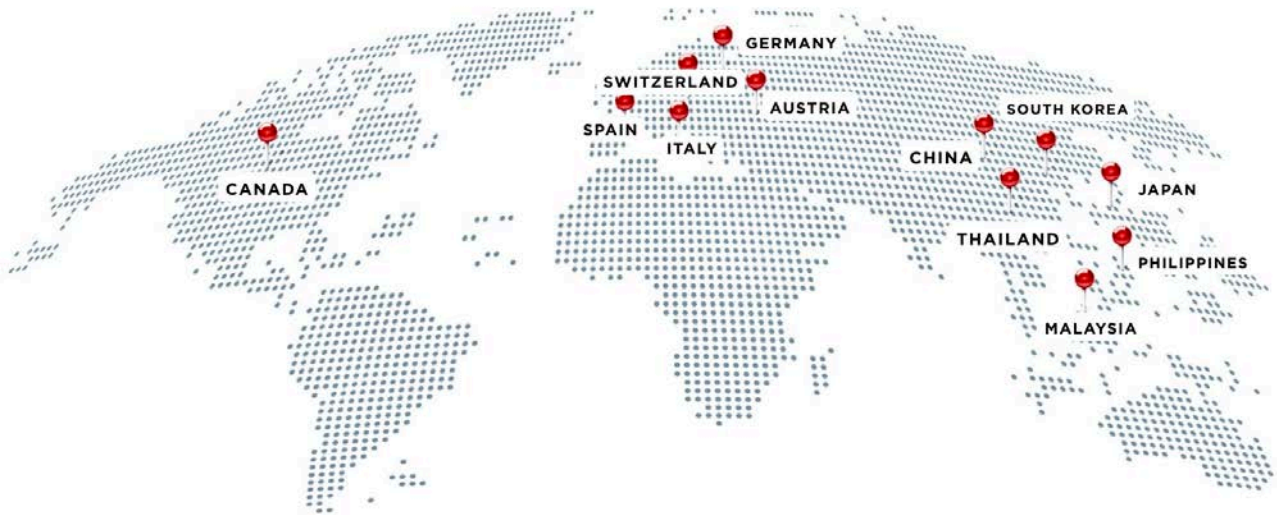 GERMANY
SWITZERLAND
AUSTRIA
SPAIN
ITALY
CANADA
SOUTH KOREA
CHINA
JAPAN
THAILAND
PHILIPPINES
MALAYSIA